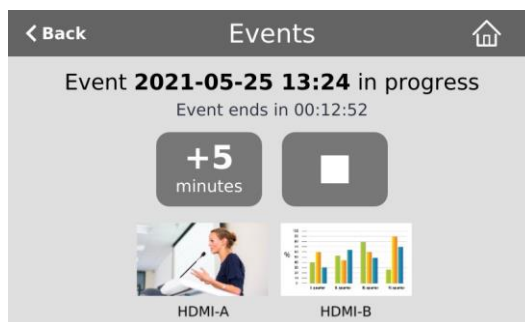 Back
Events
Event 2021-05-25 13:24 in progress
Event ends in 00:12:52
+5
minutes
%
HDMI-A
HDMI-B